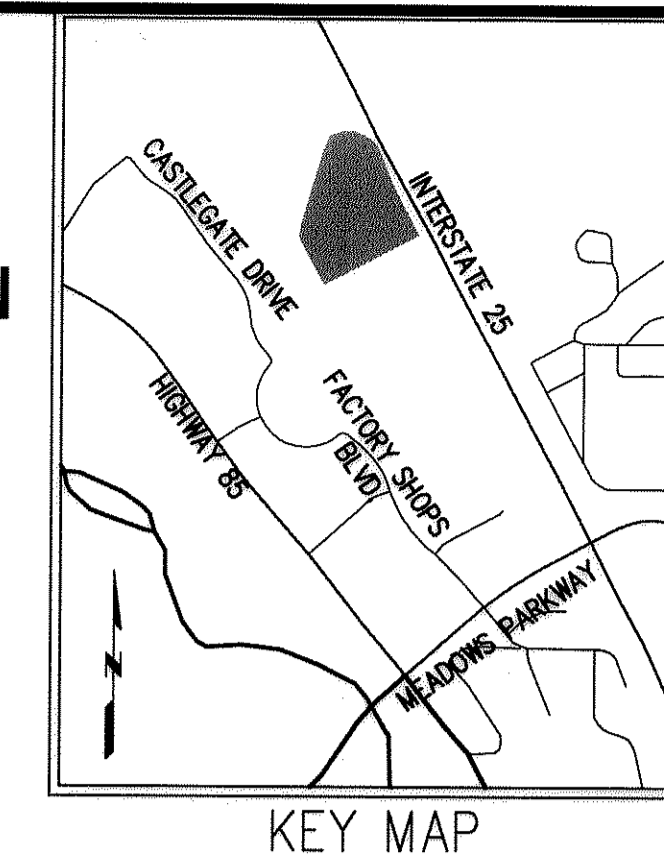 CASTLEGATE DRIVE
INTERSTATE 25
HIGHWAY 85
FACTORY SHOPS
BLVD
MEADOWS PARKWAY
N
KEY MAP